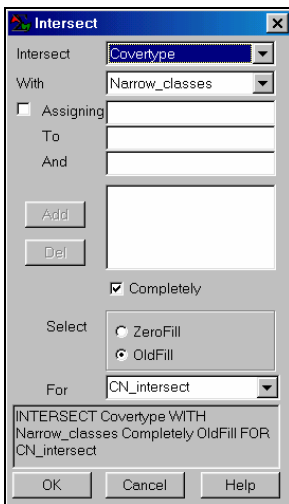 Intersect
Intersect Covertype
With Narrow_classes
Assigning
To
And
Add
Del
Completely
Select ZeroFill
OldFill
For CN_intersect
INTERSECT Covertype WITH
Narrow_classes Completely OldFill FOR
CN_intersect
OK Cancel Help